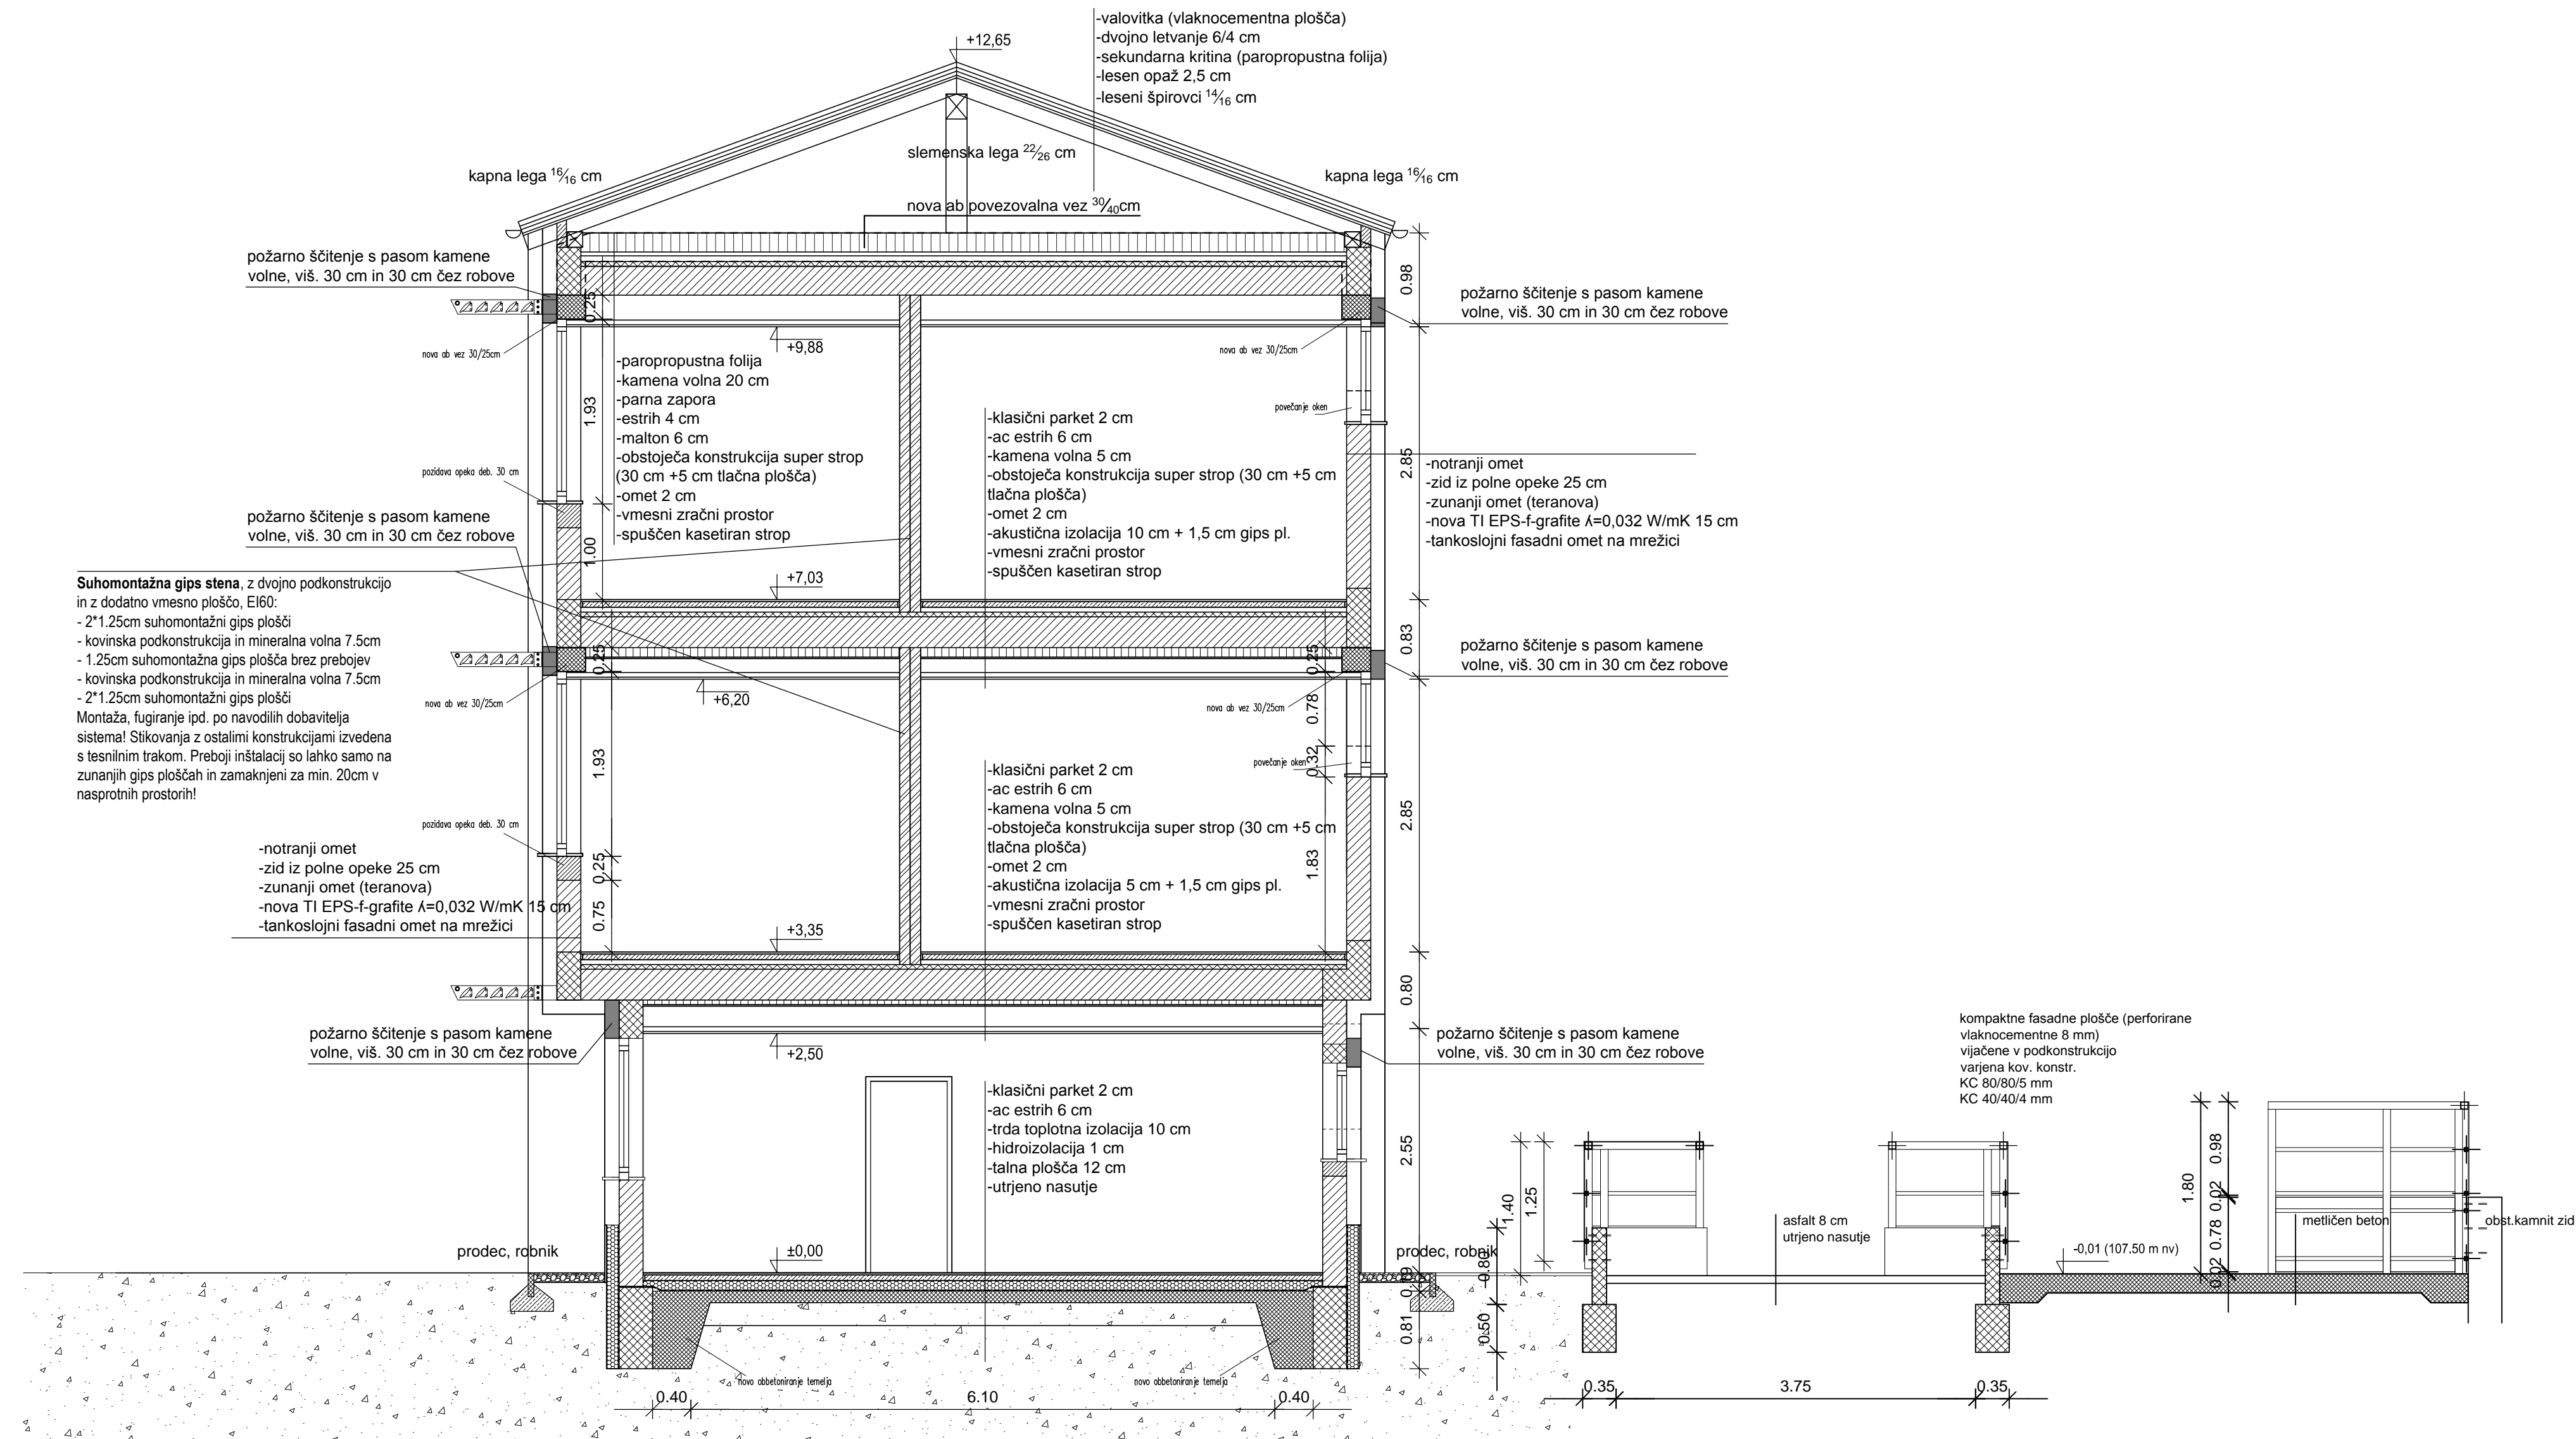 -valovitka (vlaknocementna plošča)
-dvojno letvanje 6/4 cm
-sekundarna kritina (paropropustna folija)
-lesen opaž 2,5 cm
-leseni špirovci 14/16 cm
+12,65
slemenska lega 22/26 cm
kapna lega 16/16 cm
kapna lega 16/16 cm
nova ab povezovalna vez 30/40cm
požarno ščitenje s pasom kamene
volne, viš. 30 cm in 30 cm čez robove
požarno ščitenje s pasom kamene
volne, viš. 30 cm in 30 cm čez robove
0.98
0.25
nova ab vez 30/25cm
nova ab vez 30/25cm
+9,88
-paropropustna folija
-kamena volna 20 cm
-parna zapora
-estrih 4 cm
-malton 6 cm
-obstoječa konstrukcija super strop
(30 cm +5 cm tlačna plošča)
-omet 2 cm
-vmesni zračni prostor
-spuščen kasetiran strop
-klasični parket 2 cm
-ac estrih 6 cm
-kamena volna 5 cm
-obstoječa konstrukcija super strop (30 cm +5 cm
tlačna plošča)
-omet 2 cm
-akustična izolacija 10 cm + 1,5 cm gips pl.
-vmesni zračni prostor
-spuščen kasetiran strop
povečanje oken
1.93
1.00
2.85
pozidava opeka deb. 30 cm
-notranji omet
-zid iz polne opeke 25 cm
-zunanji omet (teranova)
-nova TI EPS-f-grafite ʎ=0,032 W/mK 15 cm
-tankoslojni fasadni omet na mrežici
požarno ščitenje s pasom kamene
volne, viš. 30 cm in 30 cm čez robove
+7,03
Suhomontažna gips stena, z dvojno podkonstrukcijo
in z dodatno vmesno ploščo, EI60:
- 2*1.25cm suhomontažni gips plošči
- kovinska podkonstrukcija in mineralna volna 7.5cm
- 1.25cm suhomontažna gips plošča brez prebojev
- kovinska podkonstrukcija in mineralna volna 7.5cm
- 2*1.25cm suhomontažni gips plošči
Montaža, fugiranje ipd. po navodilih dobavitelja
sistema! Stikovanja z ostalimi konstrukcijami izvedena
s tesnilnim trakom. Preboji inštalacij so lahko samo na
zunanjih gips ploščah in zamaknjeni za min. 20cm v
nasprotnih prostorih!
požarno ščitenje s pasom kamene
volne, viš. 30 cm in 30 cm čez robove
0.83
0.25
0.25
+6,20
nova ab vez 30/25cm
nova ab vez 30/25cm
0.78
0.32
1.83
povečanje oken
1.93
0.25
0.75
2.85
pozidava opeka deb. 30 cm
-klasični parket 2 cm
-ac estrih 6 cm
-kamena volna 5 cm
-obstoječa konstrukcija super strop (30 cm +5 cm
tlačna plošča)
-omet 2 cm
-akustična izolacija 5 cm + 1,5 cm gips pl.
-vmesni zračni prostor
-spuščen kasetiran strop
-notranji omet
-zid iz polne opeke 25 cm
-zunanji omet (teranova)
-nova TI EPS-f-grafite ʎ=0,032 W/mK 15 cm
-tankoslojni fasadni omet na mrežici
+3,35
0.80
požarno ščitenje s pasom kamene
volne, viš. 30 cm in 30 cm čez robove
požarno ščitenje s pasom kamene
volne, viš. 30 cm in 30 cm čez robove
+2,50
-klasični parket 2 cm
-ac estrih 6 cm
-trda toplotna izolacija 10 cm
-hidroizolacija 1 cm
-talna plošča 12 cm
-utrjeno nasutje
2.55
kompaktne fasadne plošče (perforirane
vlaknocementne 8 mm)
vijačene v podkonstrukcijo
varjena kov. konstr.
KC 80/80/5 mm
KC 40/40/4 mm
1.40
1.25
1.80
0.98
0.02
0.78
0.02
asfalt 8 cm
utrjeno nasutje
metličen beton
obst.kamnit zid
-0,01 (107.50 m nv)
prodec, robnik
±0,00
prodec, robnik
0.80
0.50
0.81
novo obbetoniranje temelja
novo obbetoniranje temelja
0.40
6.10
0.40
0.35
3.75
0.35